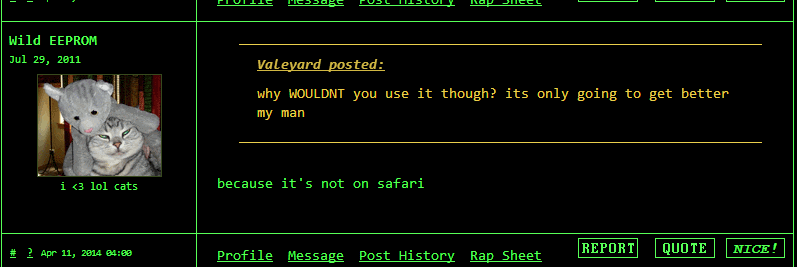 Profile Message Post History Rap Sheet
Wild EEPROM
Jul 29, 2011
i <3 lol cats
Valeyard posted:
why WOULDNT you use it though? its only going to get better
my man
because it's not on safari
# ? Apr 11, 2014 04:00
Profile Message Post History Rap Sheet REPORT QUOTE NICE!